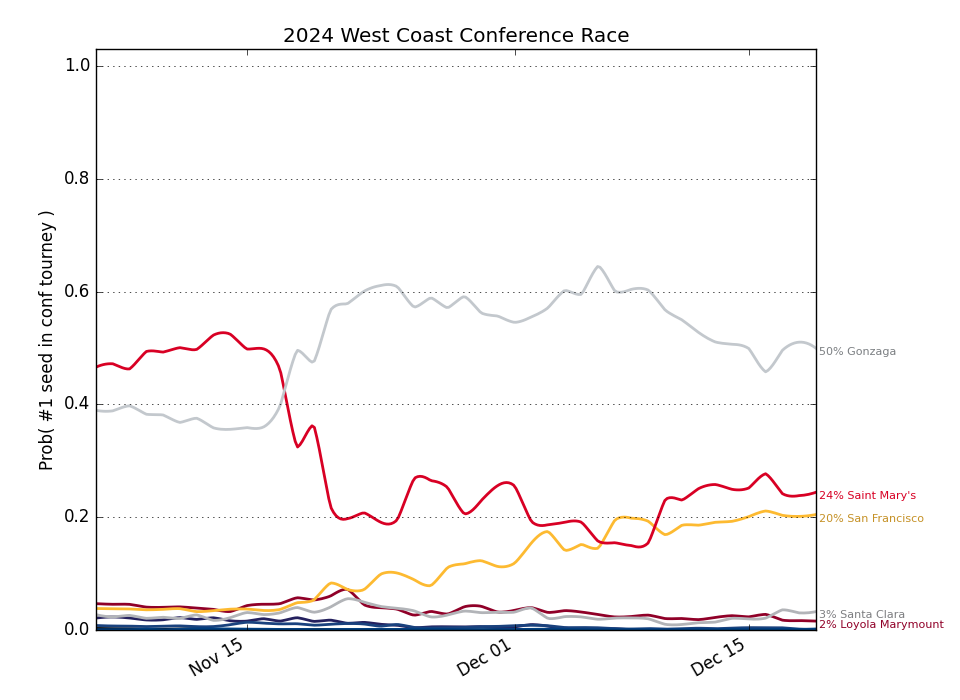 2024 West Coast Conference Race
Prob( #1 seed in conf tourney )
1.0
0.8
0.6
0.4
0.2
0.0
Nov 15
Dec 01
Dec 15
50% Gonzaga
24% Saint Mary's
20% San Francisco
3% Santa Clara
2% Loyola Marymount